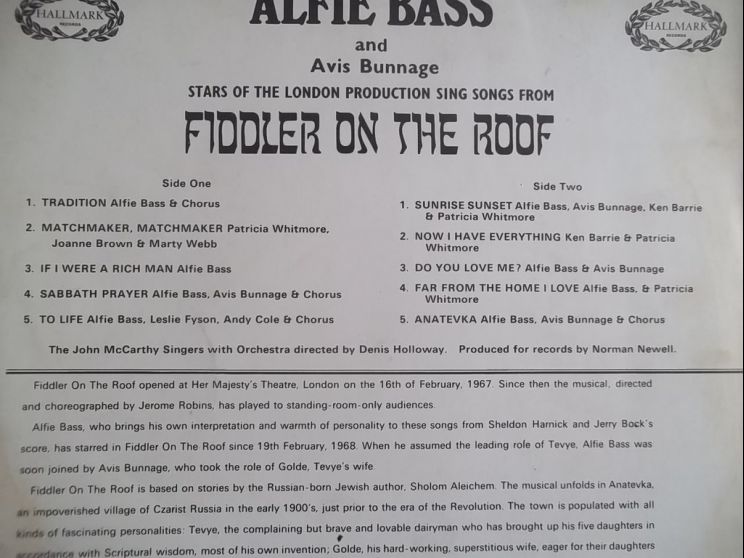 HALLMARK
RECORDS
ALFIE BASS
HALLMARK
RECORDS
and
Avis Bunnage
STARS OF THE LONDON PRODUCTION SING SONGS FROM
FIDDLER ON THE ROOF
Side One
1. TRADITION Alfie Bass & Chorus
2. MATCHMAKER, MATCHMAKER Patricia Whitmore,
Joanne Brown & Marty Webb
3. IF I WERE A RICH MAN Alfie Bass
4. SABBATH PRAYER Alfie Bass, Avis Bunnage & Chorus
5. TO LIFE Alfie Bass, Leslie Fyson, Andy Cole & Chorus
Side Two
1. SUNRISE SUNSET Alfie Bass, Avis Bunnage, Ken Barrie
& Patricia Whitmore
2. NOW I HAVE EVERYTHING Ken Barrie & Patricia
Whitmore
3. DO YOU LOVE ME? Alfie Bass & Avis Bunnage
4. FAR FROM THE HOME I LOVE Alfie Bass, & Patricia
Whitmore
5. ANATEVKA Alfie Bass, Avis Bunnage & Chorus
The John McCarthy Singers with Orchestra directed by Denis Holloway. Produced for records by Norman Newell.
Fiddler On The Roof opened at Her Majesty's Theatre, London on the 16th of February, 1967. Since then the musical, directed
and choreographed by Jerome Robins, has played to standing-room-only audiences.
Alfie Bass, who brings his own interpretation and warmth of personality to these songs from Sheldon Harnick and Jerry Bock's
score, has starred in Fiddler On The Roof since 19th February, 1968. When he assumed the leading role of Tevye, Alfie Bass was
soon joined by Avis Bunnage, who took the role of Golde, Tevye's wife.
Fiddler On The Roof is based on stories by the Russian-born Jewish author, Sholom Aleichem. The musical unfolds in Anatevka,
an impoverished village of Czarist Russia in the early 1900's, just prior to the era of the Revolution. The town is populated with all
kinds of fascinating personalities: Tevye, the complaining but brave and lovable dairyman who has brought up his five daughters in
accordance with Scriptural wisdom, most of his own invention; Golde, his hard-working, superstitious wife, eager for their daughters